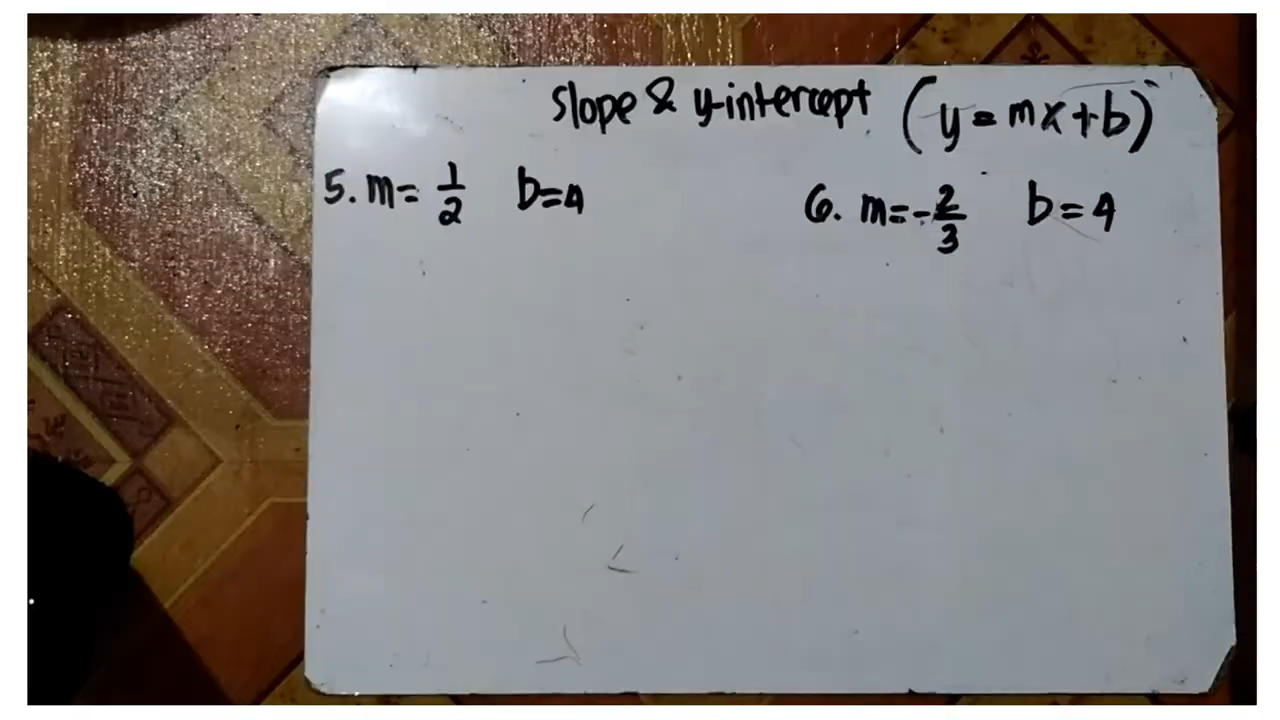 slope & y-intercept (y = mx + b)
5. m = 1/2 b = 4
6. m = -2/3 b = 4